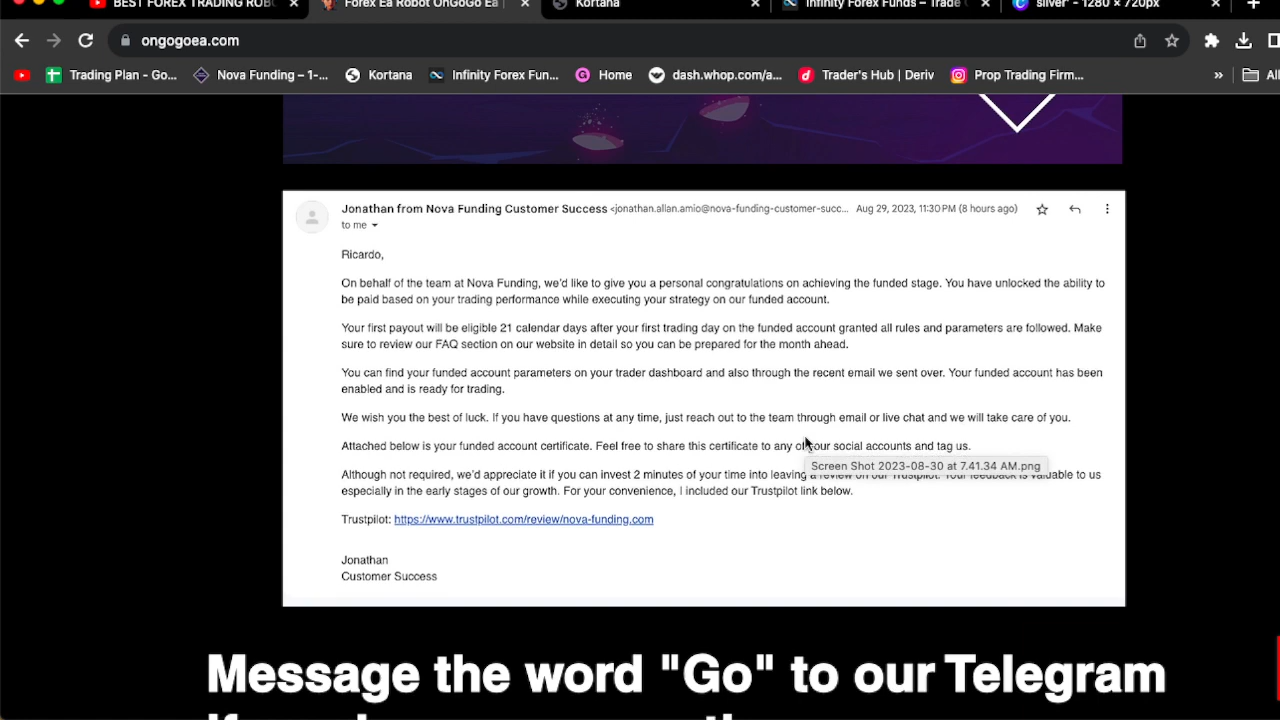 BEST FOREX TRADING ROB
Forex Ea Robot OnGoGo Ea
Kortana
Infinity Forex Funds – Trade
silver" - 1280 × 720px
ongogoea.com
Trading Plan - Go...
Nova Funding – 1-...
Kortana
Infinity Forex Fun...
Home
dash.whop.com/a...
Trader's Hub | Deriv
Prop Trading Firm...
»
All
Jonathan from Nova Funding Customer Success <jonathan.allan.amio@nova-funding-customer-succ... Aug 29, 2023, 11:30 PM (8 hours ago)
to me
Ricardo,
On behalf of the team at Nova Funding, we'd like to give you a personal congratulations on achieving the funded stage. You have unlocked the ability to
be paid based on your trading performance while executing your strategy on our funded account.
Your first payout will be eligible 21 calendar days after your first trading day on the funded account granted all rules and parameters are followed. Make
sure to review our FAQ section on our website in detail so you can be prepared for the month ahead.
You can find your funded account parameters on your trader dashboard and also through the recent email we sent over. Your funded account has been
enabled and is ready for trading.
We wish you the best of luck. If you have questions at any time, just reach out to the team through email or live chat and we will take care of you.
Attached below is your funded account certificate. Feel free to share this certificate to any of your social accounts and tag us.
Screen Shot 2023-08-30 at 7.41.34 AM.png
Although not required, we'd appreciate it if you can invest 2 minutes of your time into leaving a review on our Trustpilot. Your feedback is valuable to us
especially in the early stages of our growth. For your convenience, I included our Trustpilot link below.
Trustpilot: https://www.trustpilot.com/review/nova-funding.com
Jonathan
Customer Success
Message the word "Go" to our Telegram